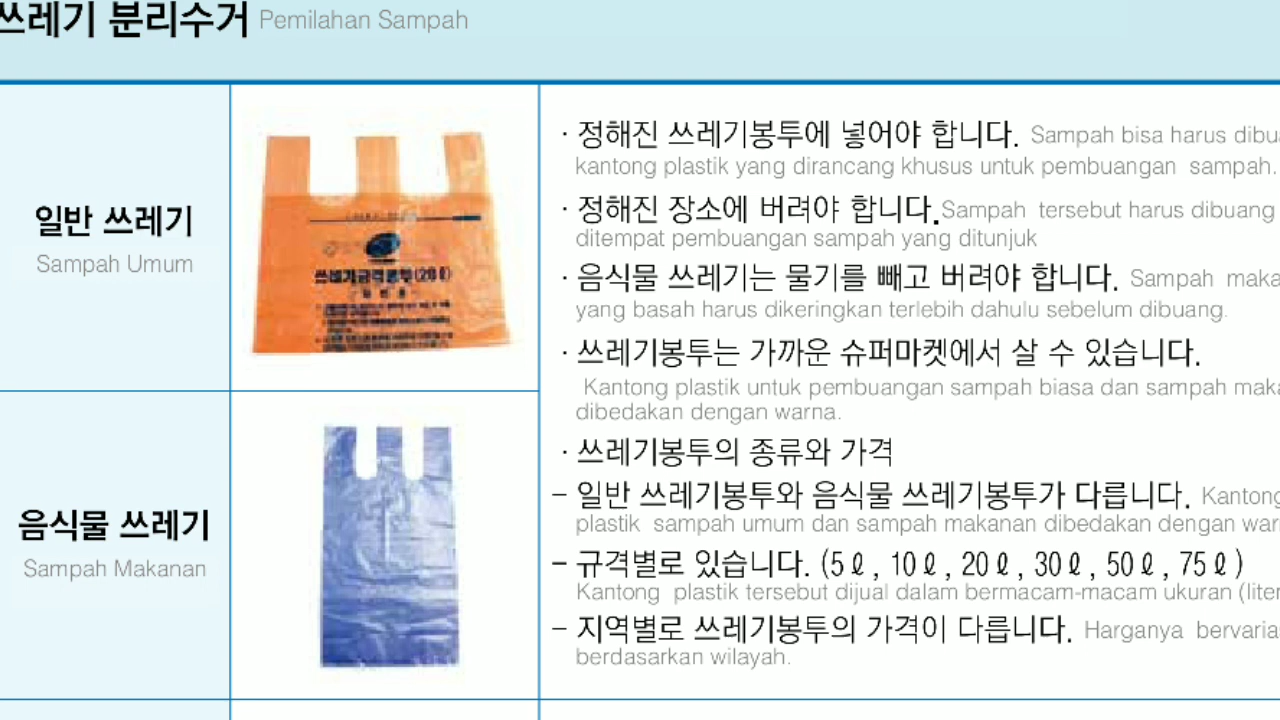 쓰레기 분리수거 Pemilahan Sampah
일반 쓰레기
Sampah Umum
쓰레기규격봉투(20ℓ)
음식물 쓰레기
Sampah Makanan
· 정해진 쓰레기봉투에 넣어야 합니다. Sampah bisa harus
kantong plastik yang dirancang khusus untuk pembuangan sampah.
· 정해진 장소에 버려야 합니다. Sampah tersebut harus dibuang
ditempat pembuangan sampah yang ditunjuk
· 음식물 쓰레기는 물기를 빼고 버려야 합니다. Sampah
yang basah harus dikeringkan terlebih dahulu sebelum dibuang.
· 쓰레기봉투는 가까운 슈퍼마켓에서 살 수 있습니다.
Kantong plastik untuk pembuangan sampah biasa dan sampah
dibedakan dengan warna.
· 쓰레기봉투의 종류와 가격
– 일반 쓰레기봉투와 음식물 쓰레기봉투가 다릅니다. Kantong
plastik sampah umum dan sampah makanan dibedakan dengan
– 규격별로 있습니다. (5ℓ, 10ℓ, 20ℓ, 30ℓ, 50ℓ, 75ℓ)
Kantong plastik tersebut dijual dalam bermacam-macam ukuran
– 지역별로 쓰레기봉투의 가격이 다릅니다. Harganya
berdasarkan wilayah.